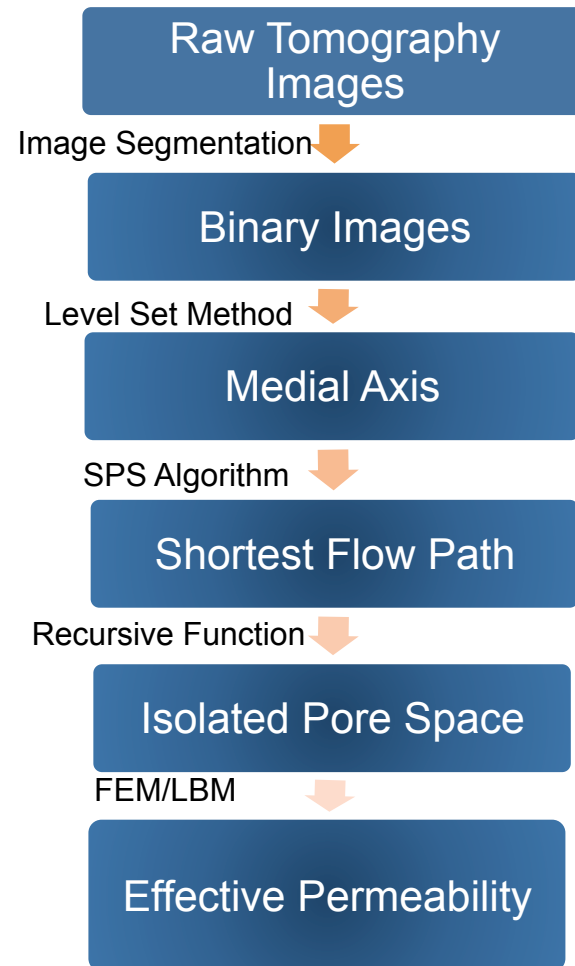 Raw Tomography
Images
Image Segmentation
Binary Images
Level Set Method
Medial Axis
SPS Algorithm
Shortest Flow Path
Recursive Function
Isolated Pore Space
FEM/LBM
Effective Permeability